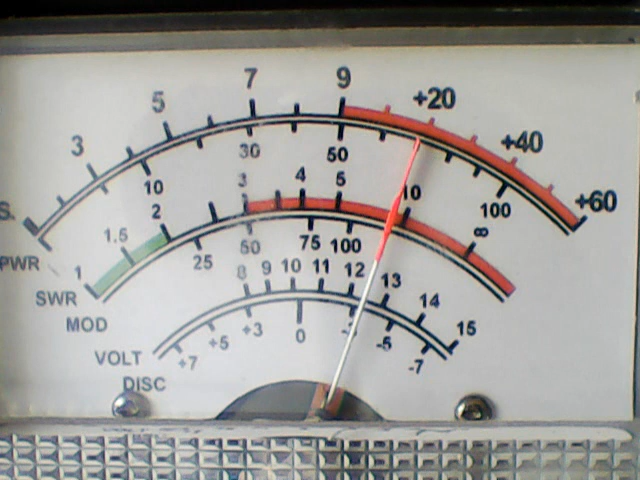 S. 3 5 7 9 +20 +40 +60
PWR 10 30 50 100
SWR 1 1.5 2 3 4 5 10 ∞
MOD 25 50 75 100
VOLT 8 9 10 11 12 13 14 15
DISC +7 +5 +3 0 -5 -7